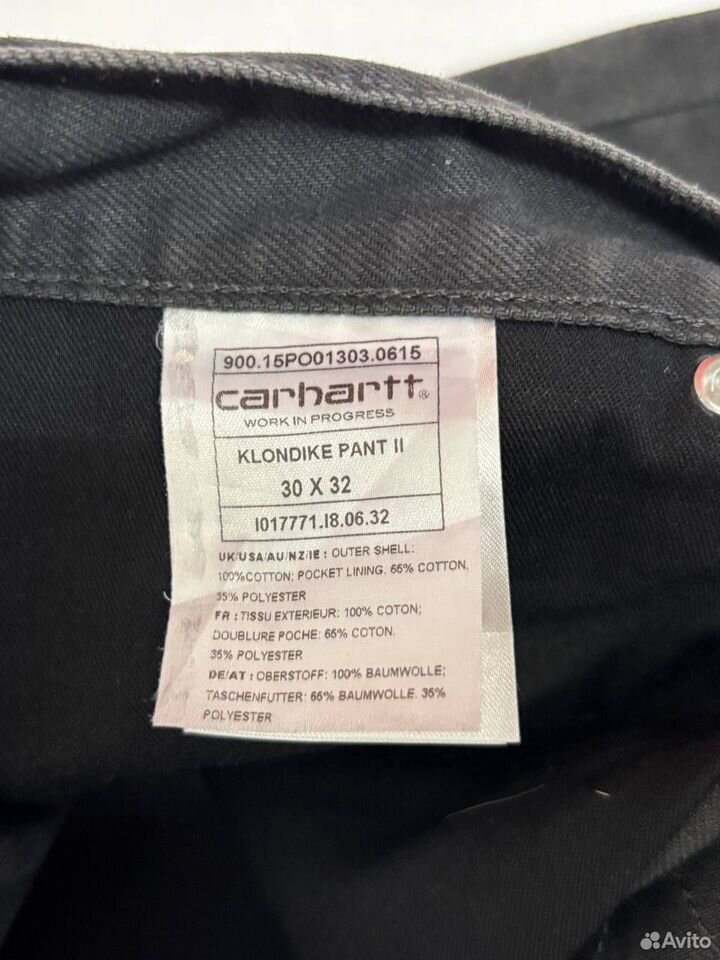 900.15PO01303.0615
carhartt®
WORK IN PROGRESS
KLONDIKE PANT II
30 X 32
I017771.I8.06.32
UK/USA/AU/NZ/IE : OUTER SHELL:
100%COTTON; POCKET LINING. 65% COTTON,
35% POLYESTER
FR : TISSU EXTERIEUR: 100% COTON;
DOUBLURE POCHE: 65% COTON.
35% POLYESTER
DE/AT : OBERSTOFF: 100% BAUMWOLLE;
TASCHENFUTTER: 65% BAUMWOLLE. 35%
POLYESTER
Avito